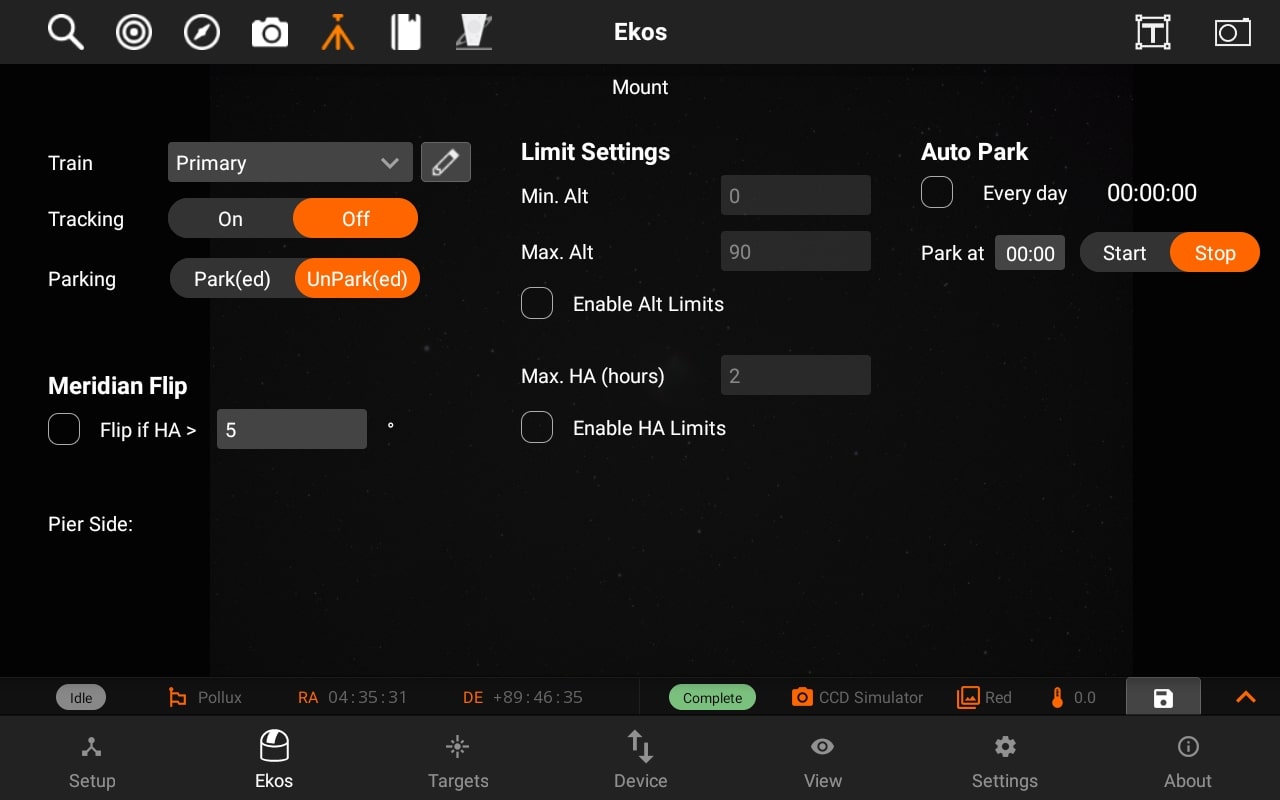 Ekos
T
Mount
Train
Primary
Tracking
On
Off
Parking
Park(ed)
UnPark(ed)
Meridian Flip
Flip if HA >
5
°
Pier Side:
Limit Settings
Min. Alt
0
Max. Alt
90
Enable Alt Limits
Max. HA (hours)
2
Enable HA Limits
Auto Park
Every day
00:00:00
Park at
00:00
Start
Stop
Idle
Pollux
RA 04:35:31
DE +89:46:35
Complete
CCD Simulator
Red
0.0
Setup
Ekos
Targets
Device
View
Settings
About